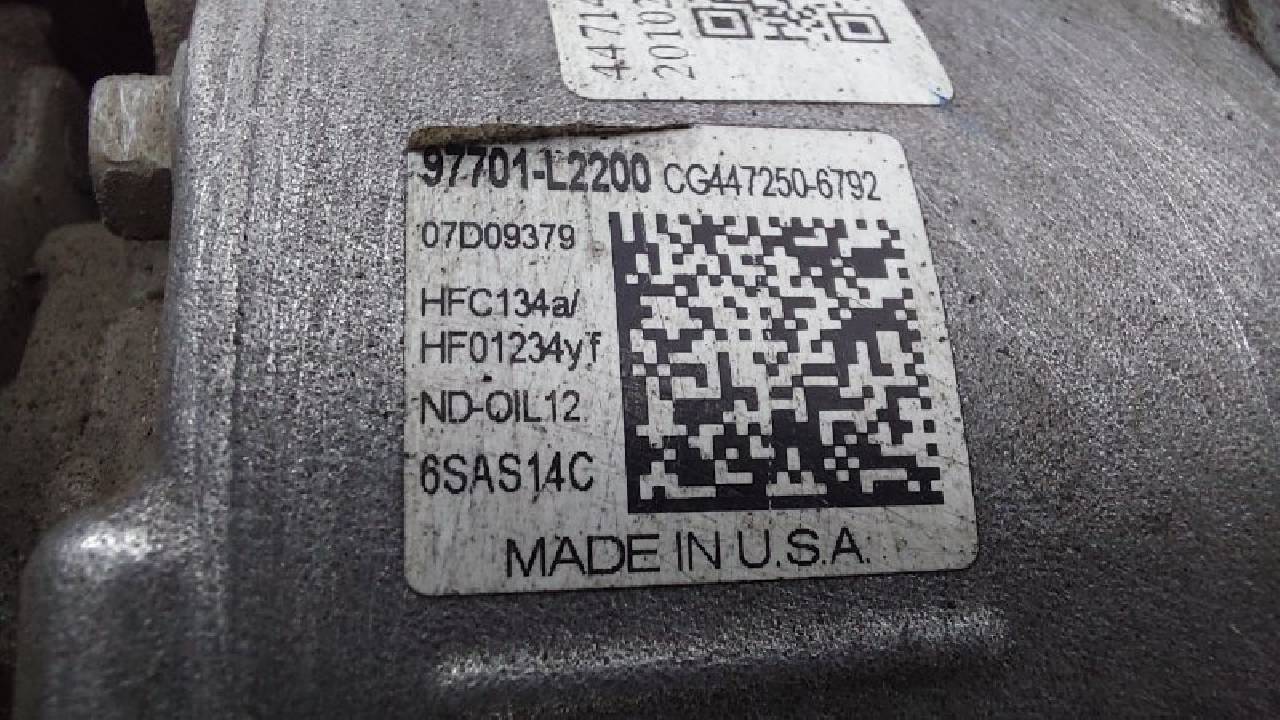 97701-L2200 CG447250-6792
07D09379
HFC134a/
HF01234yf
ND-OIL12
6SAS14C
MADE IN U.S.A.